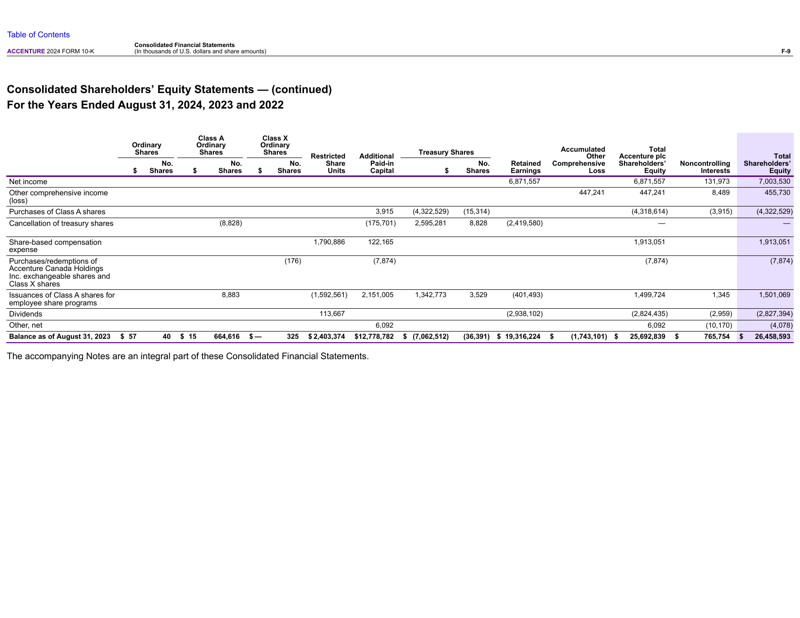 Table of Contents
ACCENTURE 2024 FORM 10-K
Consolidated Financial Statements
(In thousands of U.S. dollars and share amounts)
F-9
Consolidated Shareholders' Equity Statements — (continued)
For the Years Ended August 31, 2024, 2023 and 2022
Ordinary Shares Class A Ordinary Shares Class X Ordinary Shares Restricted Share Units Additional Paid-in Capital Treasury Shares Retained Earnings Accumulated Other Comprehensive Loss Total Accenture plc Shareholders' Equity Noncontrolling Interests Total Shareholders' Equity
$ No. Shares $ No. Shares $ No. Shares $ No. Shares
Net income 6,871,557 6,871,557 131,973 7,003,530
Other comprehensive income (loss) 447,241 447,241 8,489 455,730
Purchases of Class A shares 3,915 (4,322,529) (15,314) (4,318,614) (3,915) (4,322,529)
Cancellation of treasury shares (8,828) (175,701) 2,595,281 8,828 (2,419,580) — —
Share-based compensation expense 1,790,886 122,165 1,913,051 1,913,051
Purchases/redemptions of Accenture Canada Holdings Inc. exchangeable shares and Class X shares (176) (7,874) (7,874) (7,874)
Issuances of Class A shares for employee share programs 8,883 (1,592,561) 2,151,005 1,342,773 3,529 (401,493) 1,499,724 1,345 1,501,069
Dividends 113,667 (2,938,102) (2,824,435) (2,959) (2,827,394)
Other, net 6,092 6,092 (10,170) (4,078)
Balance as of August 31, 2023 $ 57 40 $ 15 664,616 $ — 325 $ 2,403,374 $12,778,782 $ (7,062,512) (36,391) $ 19,316,224 $ (1,743,101) $ 25,692,839 $ 765,754 $ 26,458,593
The accompanying Notes are an integral part of these Consolidated Financial Statements.